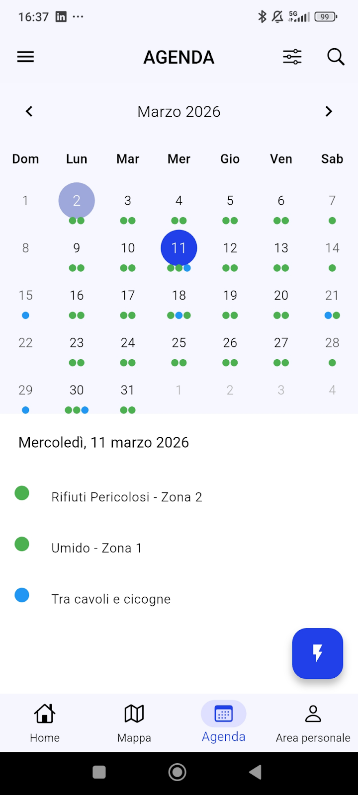 16:37 in ... 5G 99
AGENDA
Marzo 2026
Dom Lun Mar Mer Gio Ven Sab
1 2 3 4 5 6 7
8 9 10 11 12 13 14
15 16 17 18 19 20 21
22 23 24 25 26 27 28
29 30 31 1 2 3 4
Mercoledì, 11 marzo 2026
Rifiuti Pericolosi - Zona 2
Umido - Zona 1
Tra cavoli e cicogne
Home Mappa Agenda Area personale